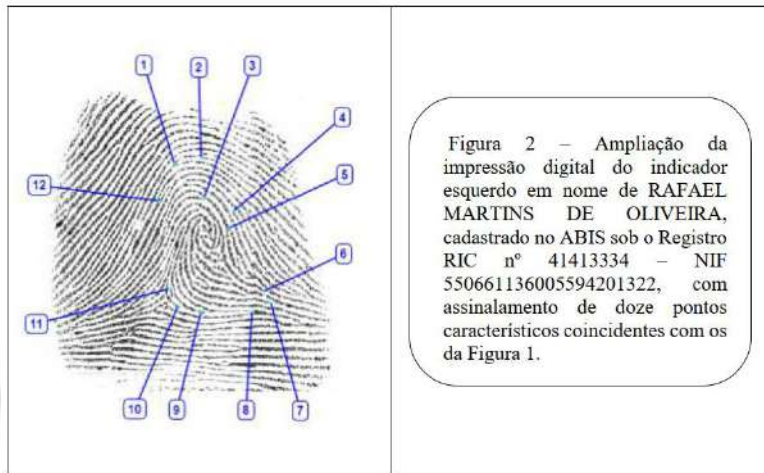 1
2
3
4
5
6
7
8
9
10
11
12
Figura 2 – Ampliação da
impressão digital do indicador
esquerdo em nome de RAFAEL
MARTINS DE OLIVEIRA,
cadastrado no ABIS sob o Registro
RIC nº 41413334 – NIF
550661136005594201322, com
assinalamento de doze pontos
característicos coincidentes com os
da Figura 1.